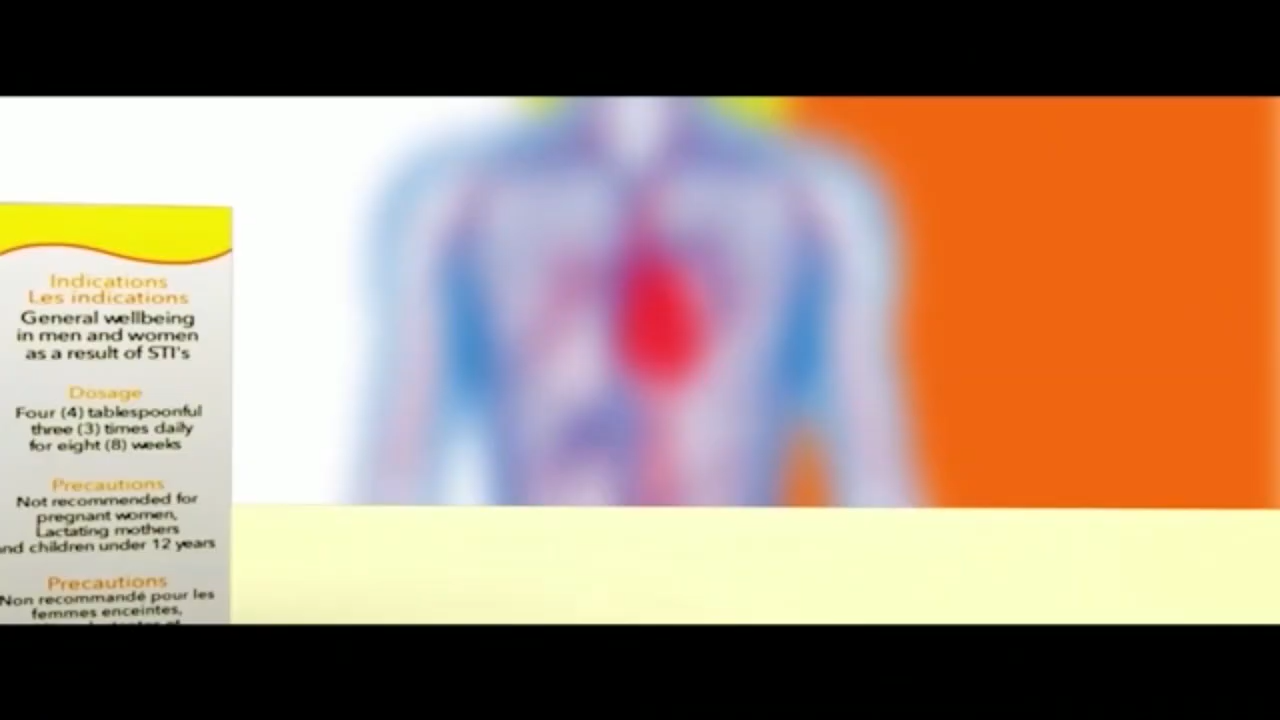 Indications
Les indications
General wellbeing
in men and women
as a result of STI's
Dosage
Four (4) tablespoonful
three (3) times daily
for eight (8) weeks
Precautions
Not recommended for
pregnant women,
Lactating mothers
children under 12 years
Precautions
Non recommandé pour les
femmes enceintes,